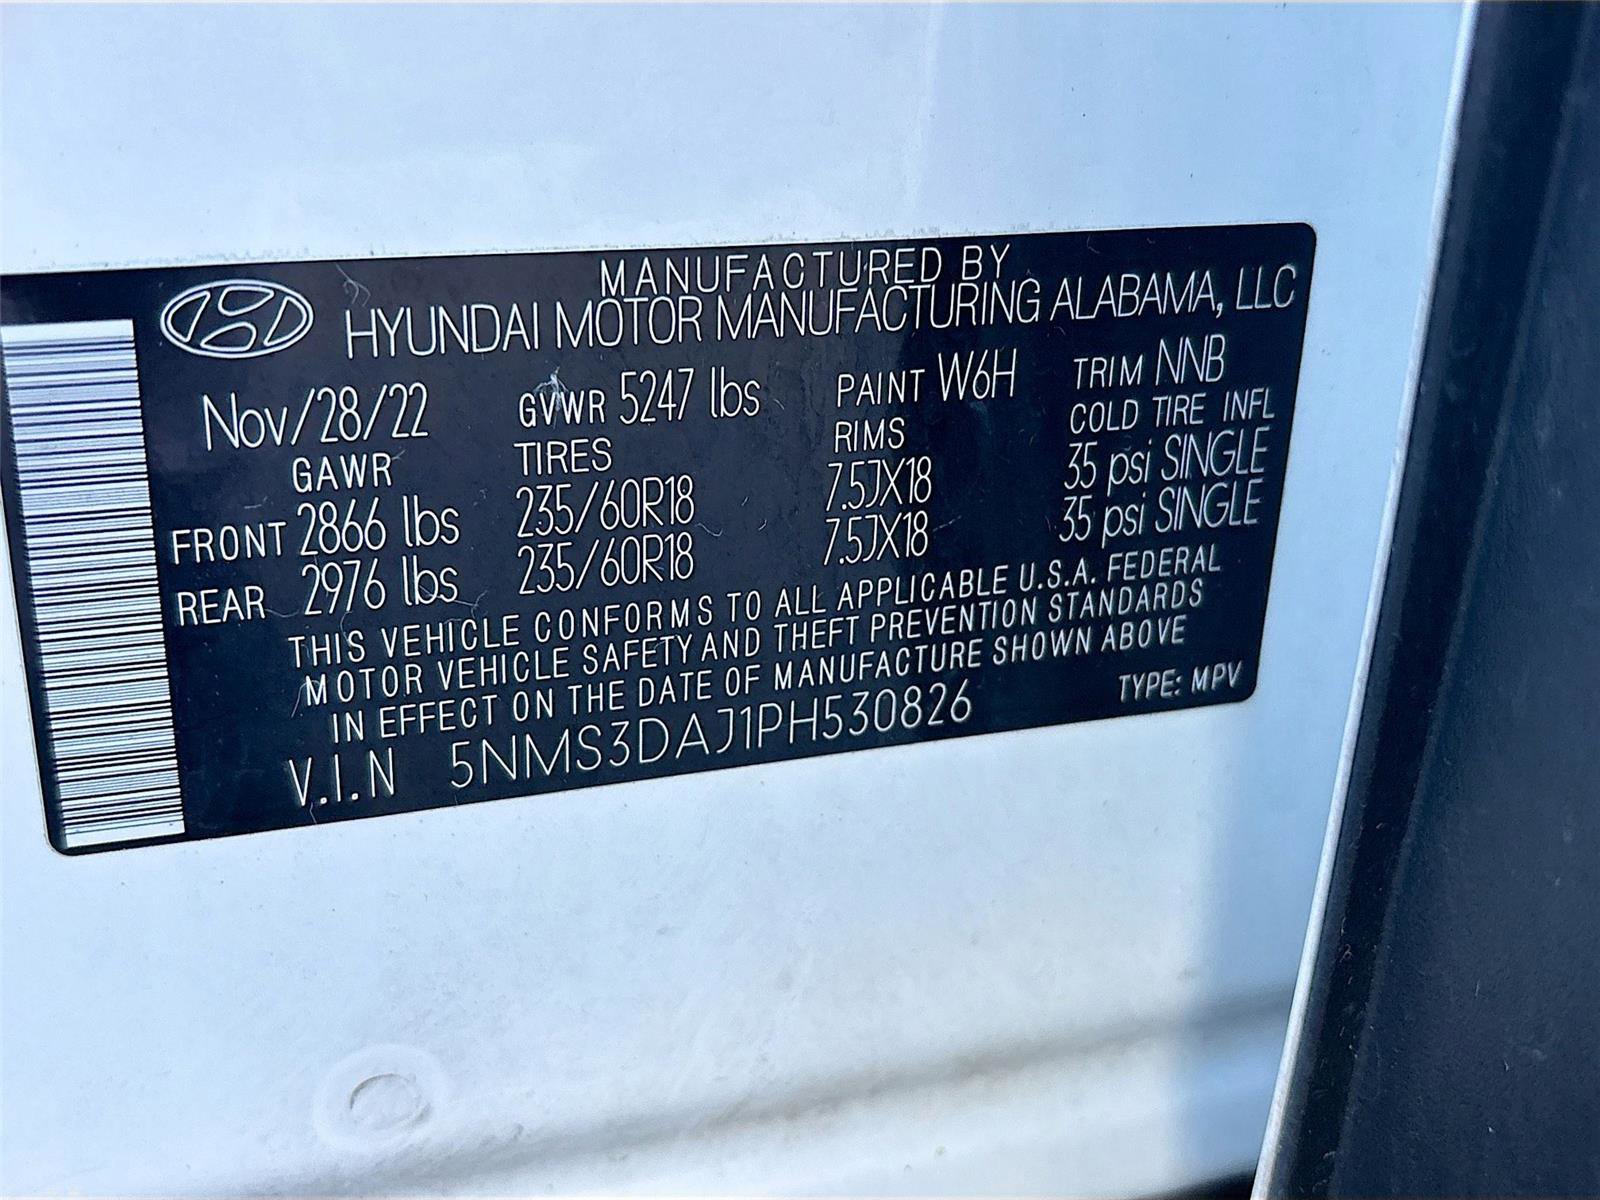 MANUFACTURED BY
HYUNDAI MOTOR MANUFACTURING ALABAMA, LLC
Nov/28/22 GVWR 5247 lbs PAINT W6H TRIM NNB
GAWR TIRES RIMS COLD TIRE INFL
FRONT 2866 lbs 235/60R18 7.5JX18 35 psi SINGLE
REAR 2976 lbs 235/60R18 7.5JX18 35 psi SINGLE
THIS VEHICLE CONFORMS TO ALL APPLICABLE U.S.A. FEDERAL
MOTOR VEHICLE SAFETY AND THEFT PREVENTION STANDARDS
IN EFFECT ON THE DATE OF MANUFACTURE SHOWN ABOVE
V.I.N 5NMS3DAJ1PH530826 TYPE: MPV